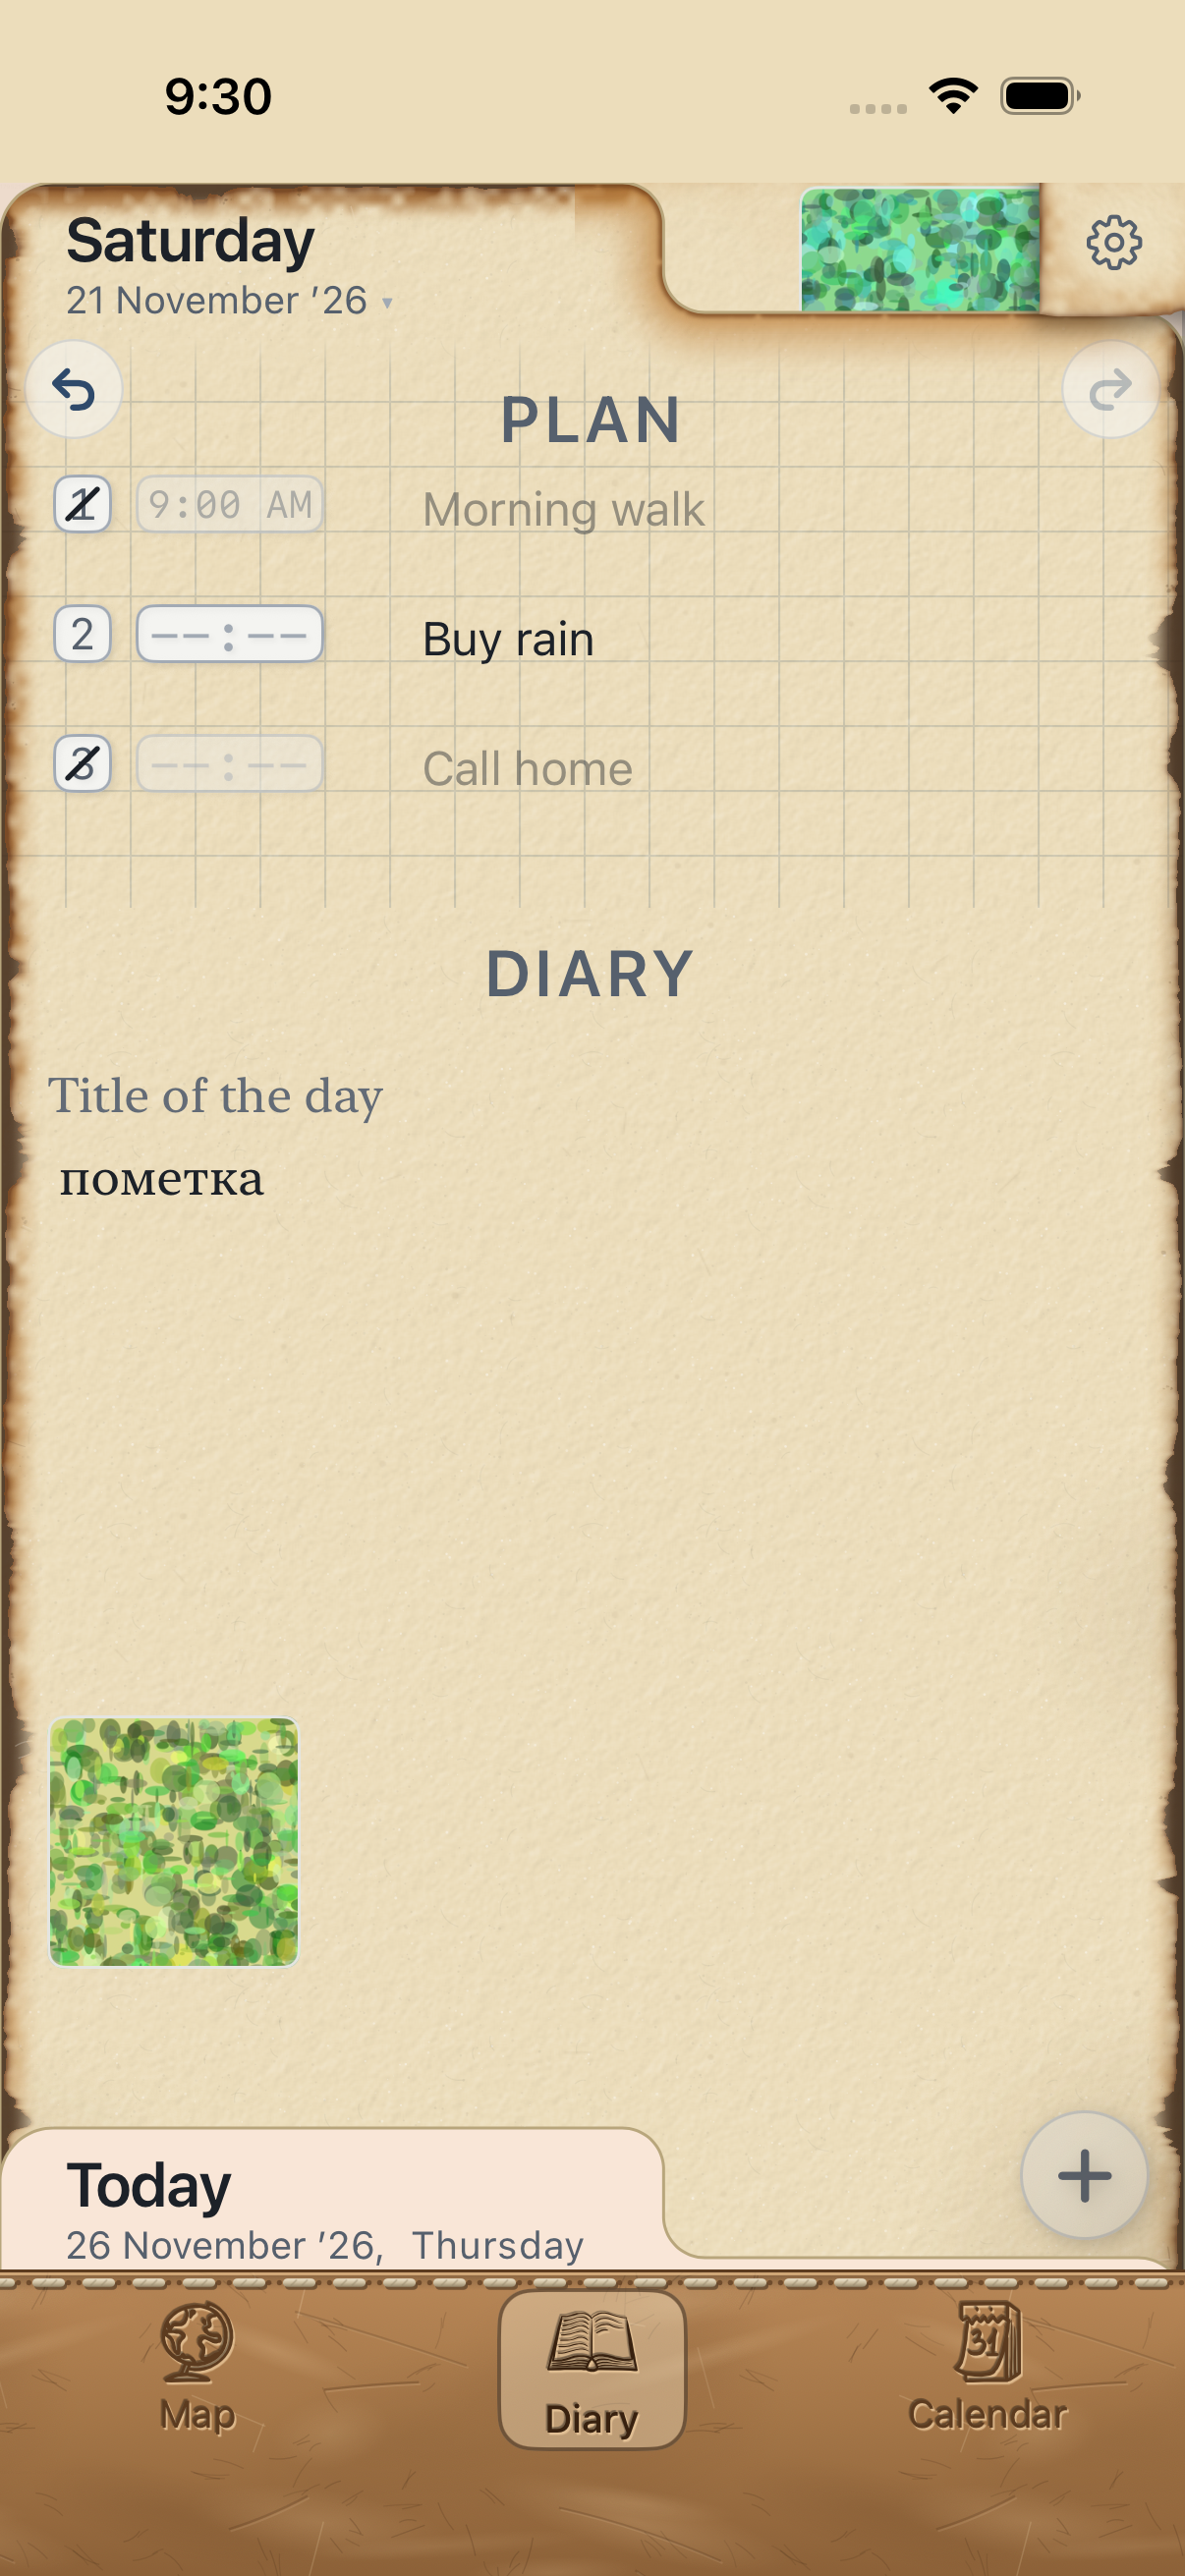 9:30
Saturday
21 November ’26
PLAN
1 9:00 AM Morning walk
2 --:-- Buy rain
3 --:-- Call home
DIARY
Title of the day
пометка
Today
26 November ’26, Thursday
31
Map
Diary
Calendar